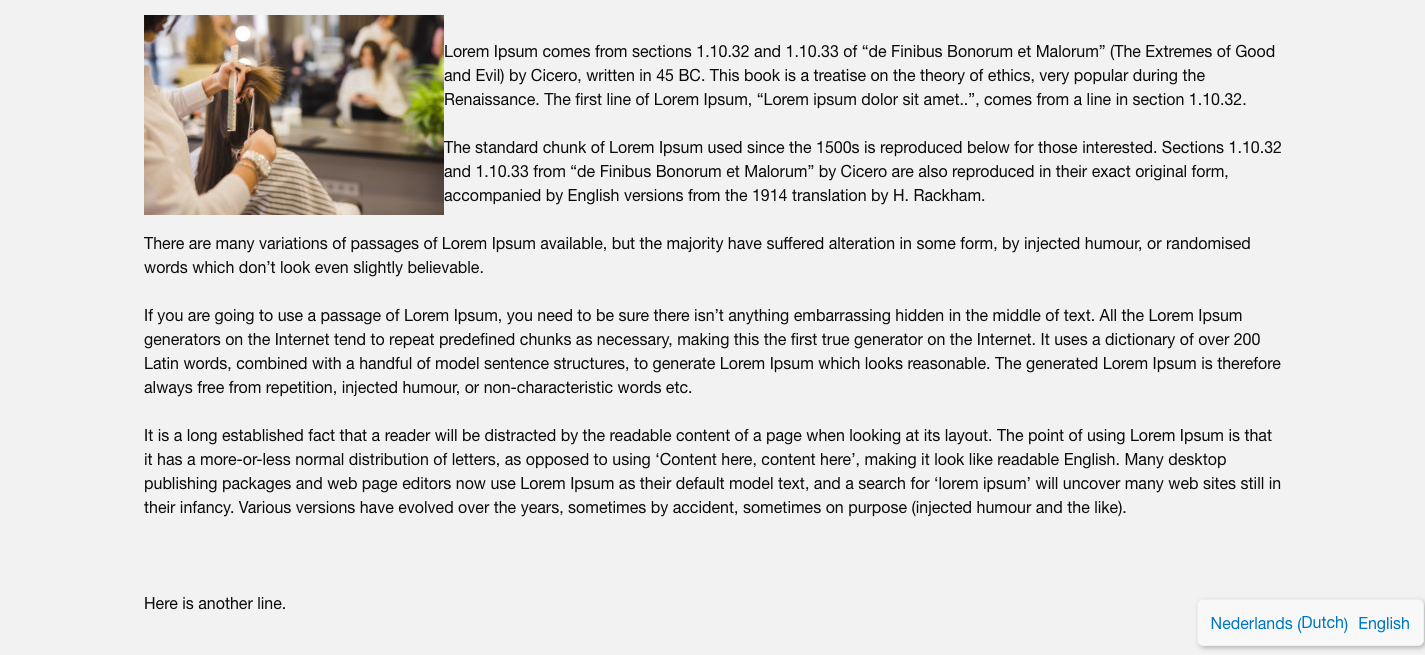 Lorem Ipsum comes from sections 1.10.32 and 1.10.33 of “de Finibus Bonorum et Malorum” (The Extremes of Good
and Evil) by Cicero, written in 45 BC. This book is a treatise on the theory of ethics, very popular during the
Renaissance. The first line of Lorem Ipsum, “Lorem ipsum dolor sit amet..”, comes from a line in section 1.10.32.
The standard chunk of Lorem Ipsum used since the 1500s is reproduced below for those interested. Sections 1.10.32
and 1.10.33 from “de Finibus Bonorum et Malorum” by Cicero are also reproduced in their exact original form,
accompanied by English versions from the 1914 translation by H. Rackham.
There are many variations of passages of Lorem Ipsum available, but the majority have suffered alteration in some form, by injected humour, or randomised
words which don’t look even slightly believable.
If you are going to use a passage of Lorem Ipsum, you need to be sure there isn’t anything embarrassing hidden in the middle of text. All the Lorem Ipsum
generators on the Internet tend to repeat predefined chunks as necessary, making this the first true generator on the Internet. It uses a dictionary of over 200
Latin words, combined with a handful of model sentence structures, to generate Lorem Ipsum which looks reasonable. The generated Lorem Ipsum is therefore
always free from repetition, injected humour, or non-characteristic words etc.
It is a long established fact that a reader will be distracted by the readable content of a page when looking at its layout. The point of using Lorem Ipsum is that
it has a more-or-less normal distribution of letters, as opposed to using ‘Content here, content here’, making it look like readable English. Many desktop
publishing packages and web page editors now use Lorem Ipsum as their default model text, and a search for ‘lorem ipsum’ will uncover many web sites still in
their infancy. Various versions have evolved over the years, sometimes by accident, sometimes on purpose (injected humour and the like).
Here is another line.
Nederlands (Dutch) English